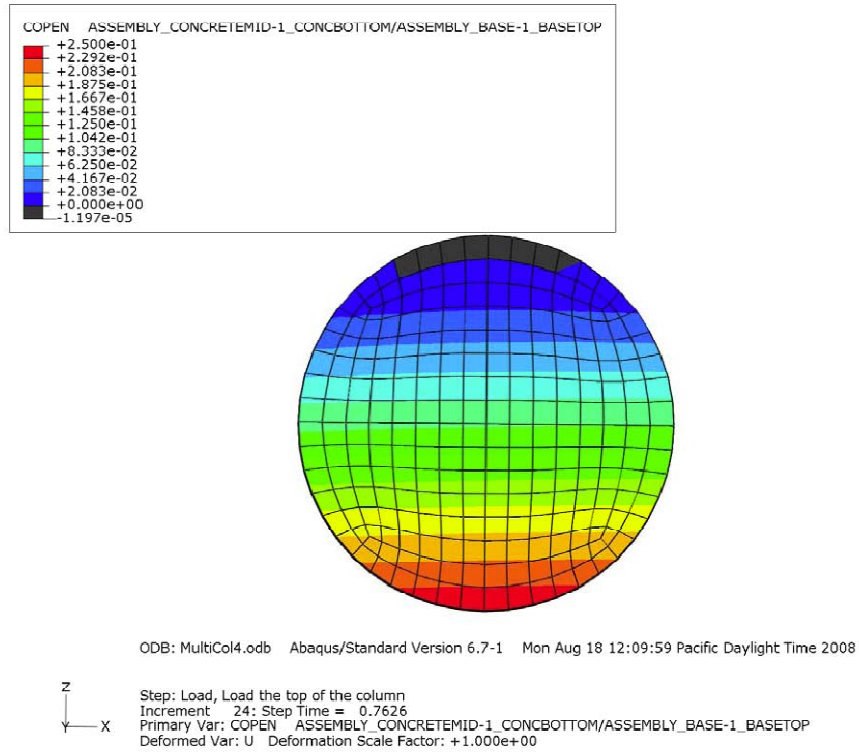 COPEN ASSEMBLY_CONCRETEMID-1_CONCBOTTOM/ASSEMBLY_BASE-1_BASETOP
+2.500e-01
+2.292e-01
+2.083e-01
+1.875e-01
+1.667e-01
+1.458e-01
+1.250e-01
+1.042e-01
+8.333e-02
+6.250e-02
+4.167e-02
+2.083e-02
+0.000e+00
-1.197e-05
ODB: MultiCol4.odb Abaqus/Standard Version 6.7-1 Mon Aug 18 12:09:59 Pacific Daylight Time 2008
Z
Y X
Step: Load, Load the top of the column
Increment 24: Step Time = 0.7626
Primary Var: COPEN ASSEMBLY_CONCRETEMID-1_CONCBOTTOM/ASSEMBLY_BASE-1_BASETOP
Deformed Var: U Deformation Scale Factor: +1.000e+00